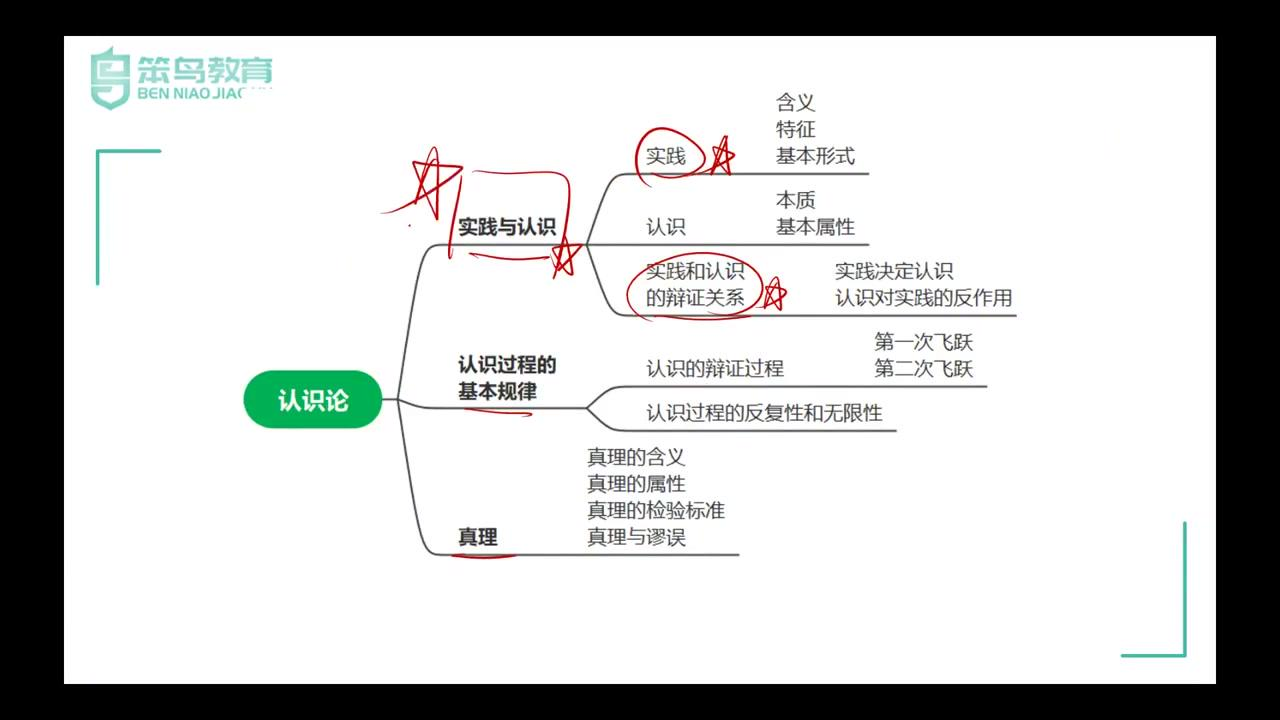 笨鸟教育
BEN NIAO JIAO
含义
特征
实践
基本形式
本质
实践与认识
认识
基本属性
实践和认识
的辩证关系
实践决定认识
认识对实践的反作用
认识论
认识过程的
基本规律
第一次飞跃
认识的辩证过程
第二次飞跃
认识过程的反复性和无限性
真理的含义
真理的属性
真理的检验标准
真理
真理与谬误